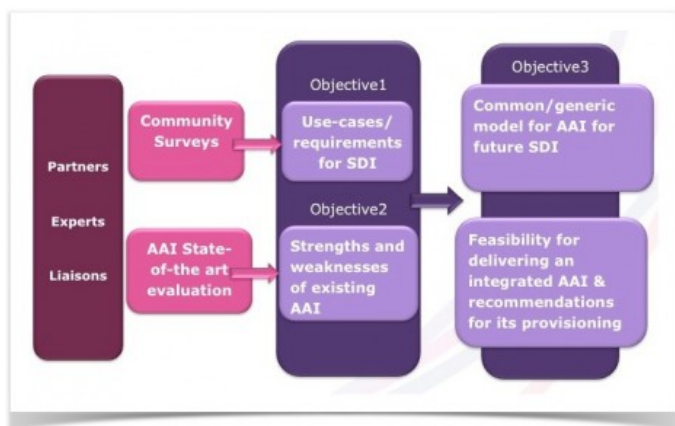 Partners
Experts
Liaisons
Community
Surveys
AAI State-
of-the art
evaluation
Objective1
Use-cases/
requirements
for SDI
Objective2
Strengths and
weaknesses
of existing
AAI
Objective3
Common/generic
model for AAI for
future SDI
Feasibility for
delivering an
integrated AAI &
recommendations
for its provisioning